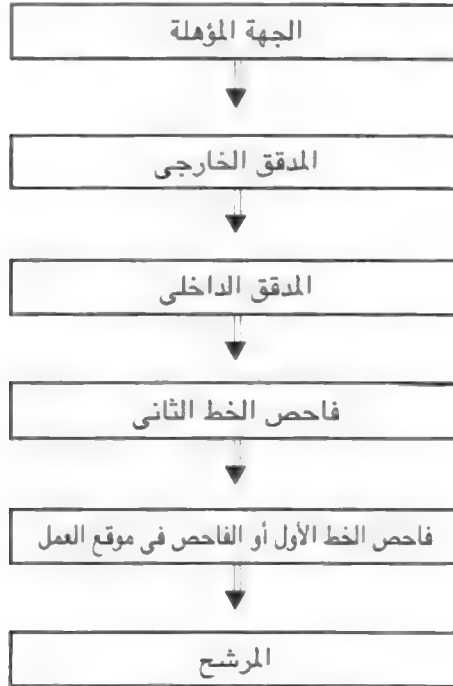 الجهة المؤهلة
المدقق الخارجى
المدقق الداخلى
فاحص الخط الثانى
فاحص الخط الأول أو الفاحص فى موقع العمل
المرشح